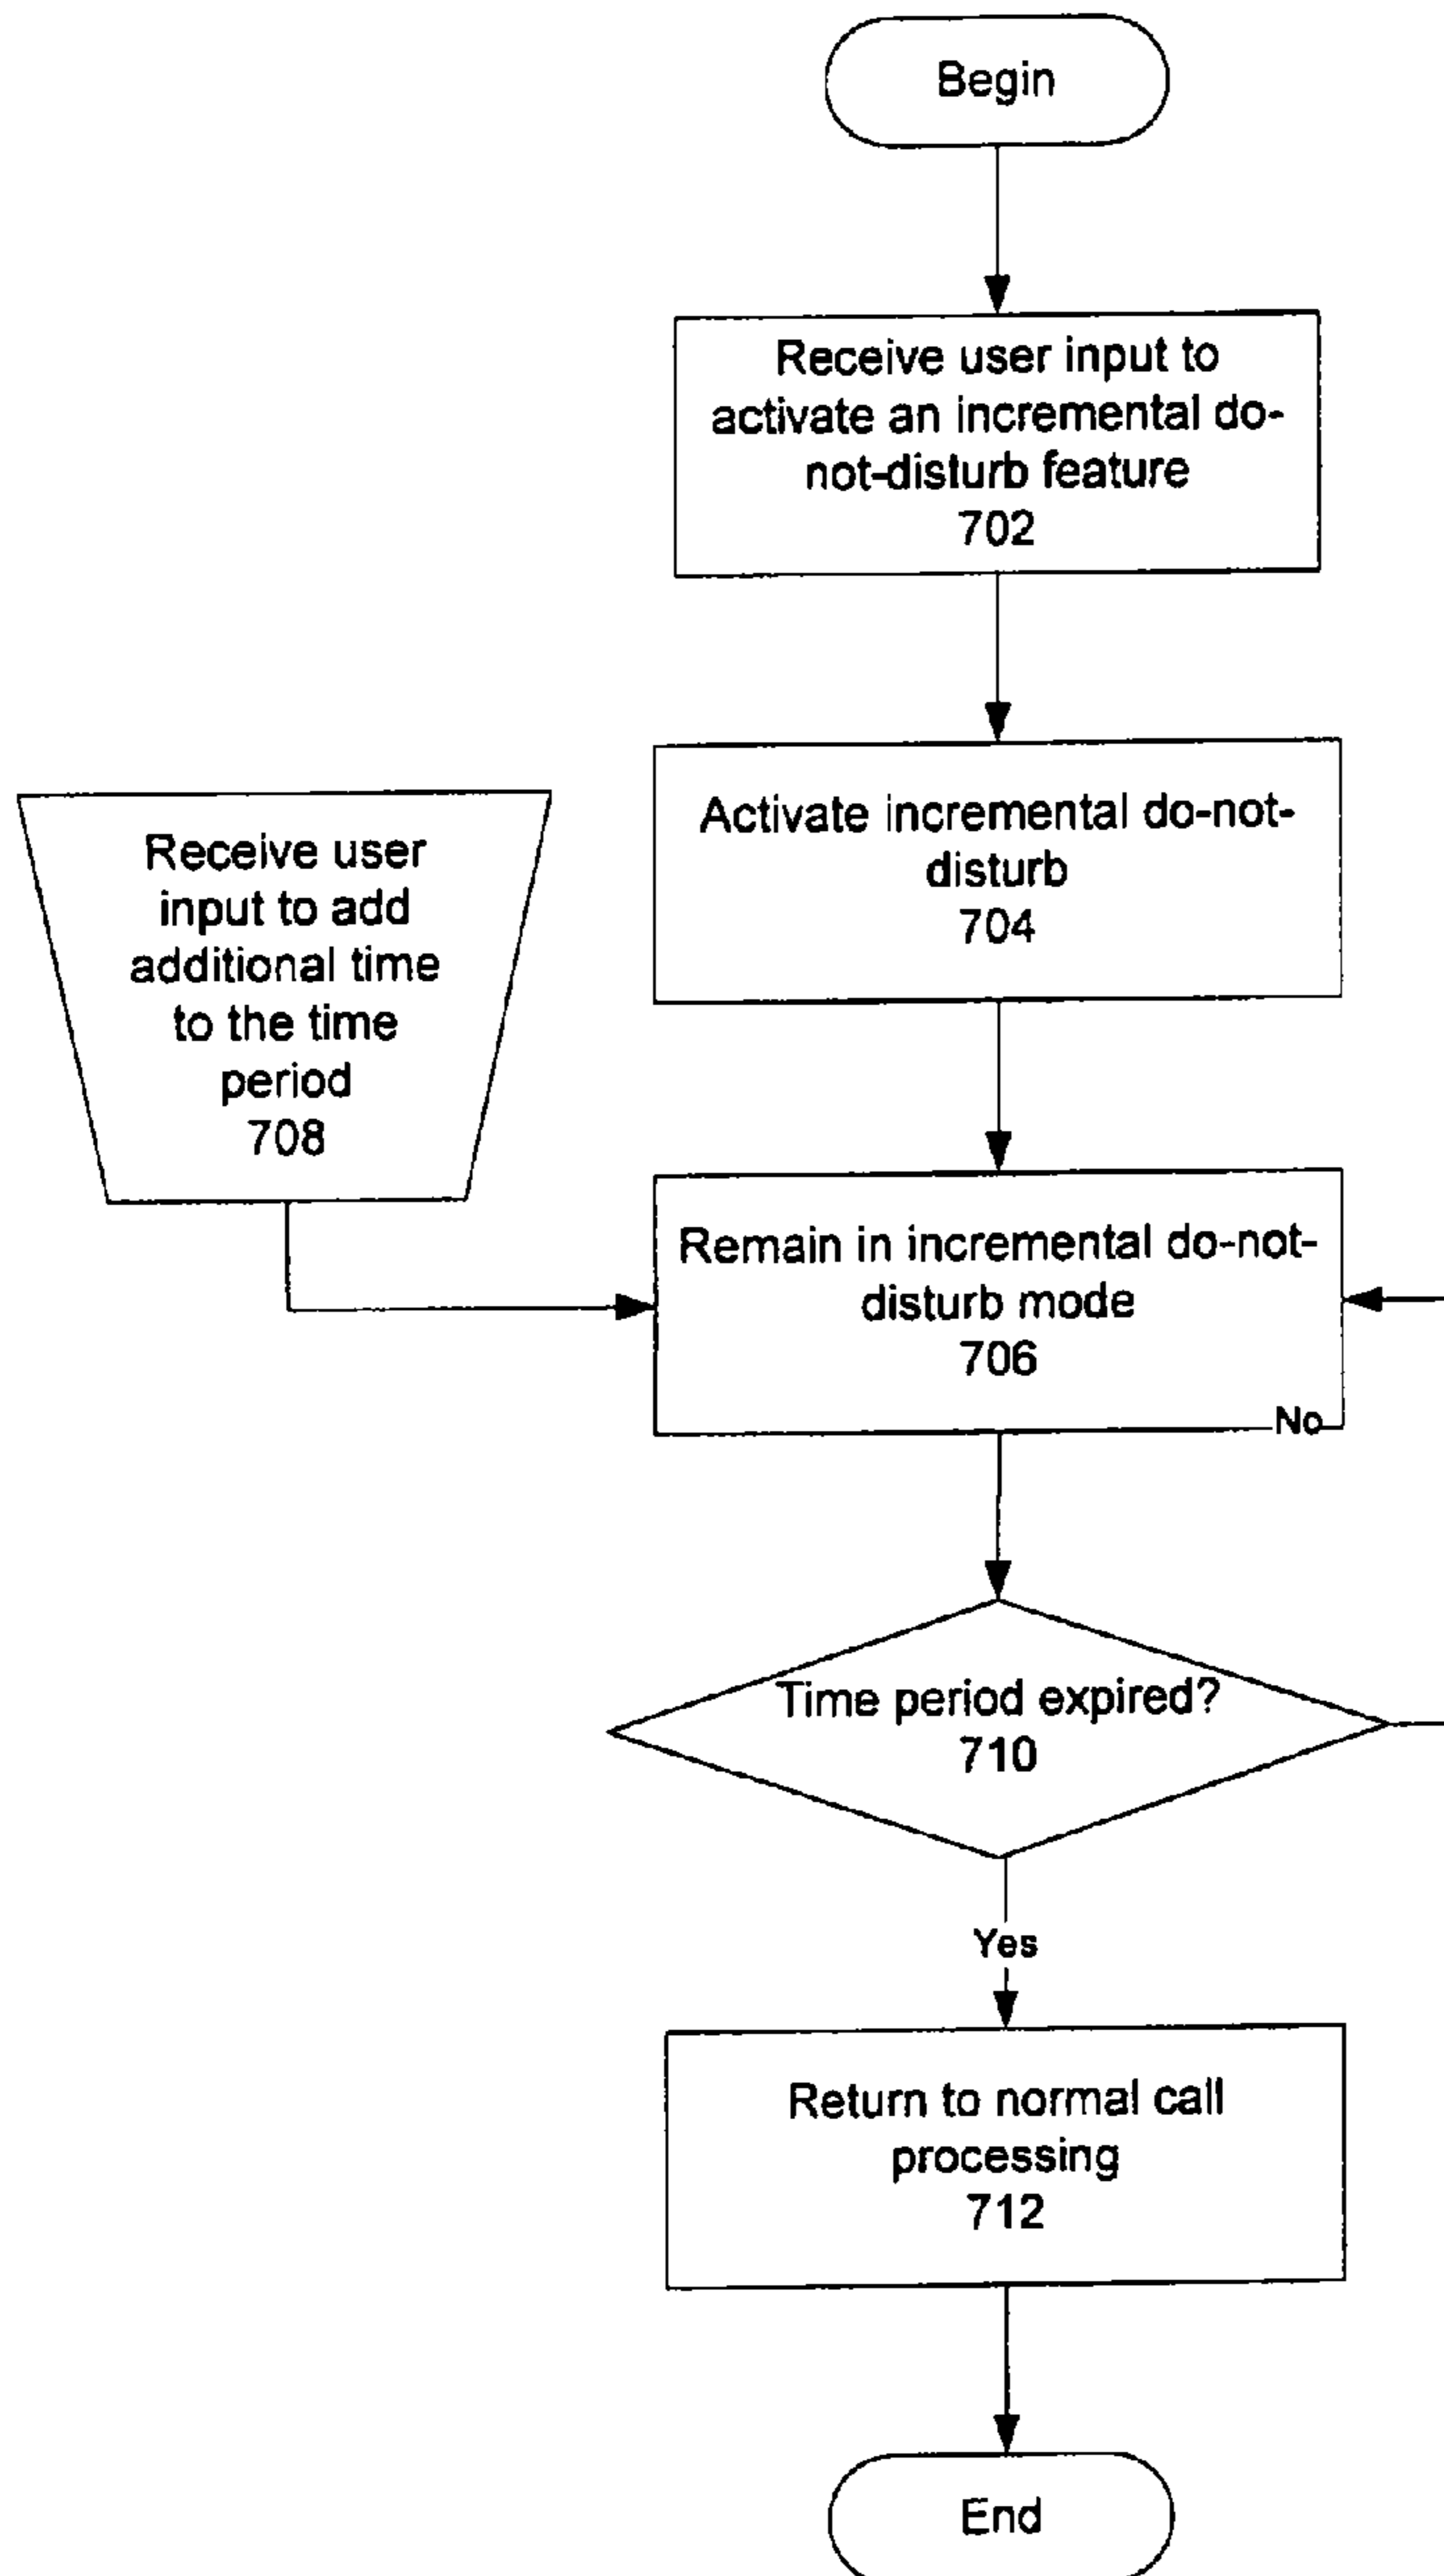 Begin
Receive user input to
activate an incremental do-
not-disturb feature
702
Activate incremental do-not-
disturb
704
Receive user
input to add
additional time
to the time
period
708
Remain in incremental do-not-
disturb mode
706
No
Time period expired?
710
Yes
Return to normal call
processing
712
End